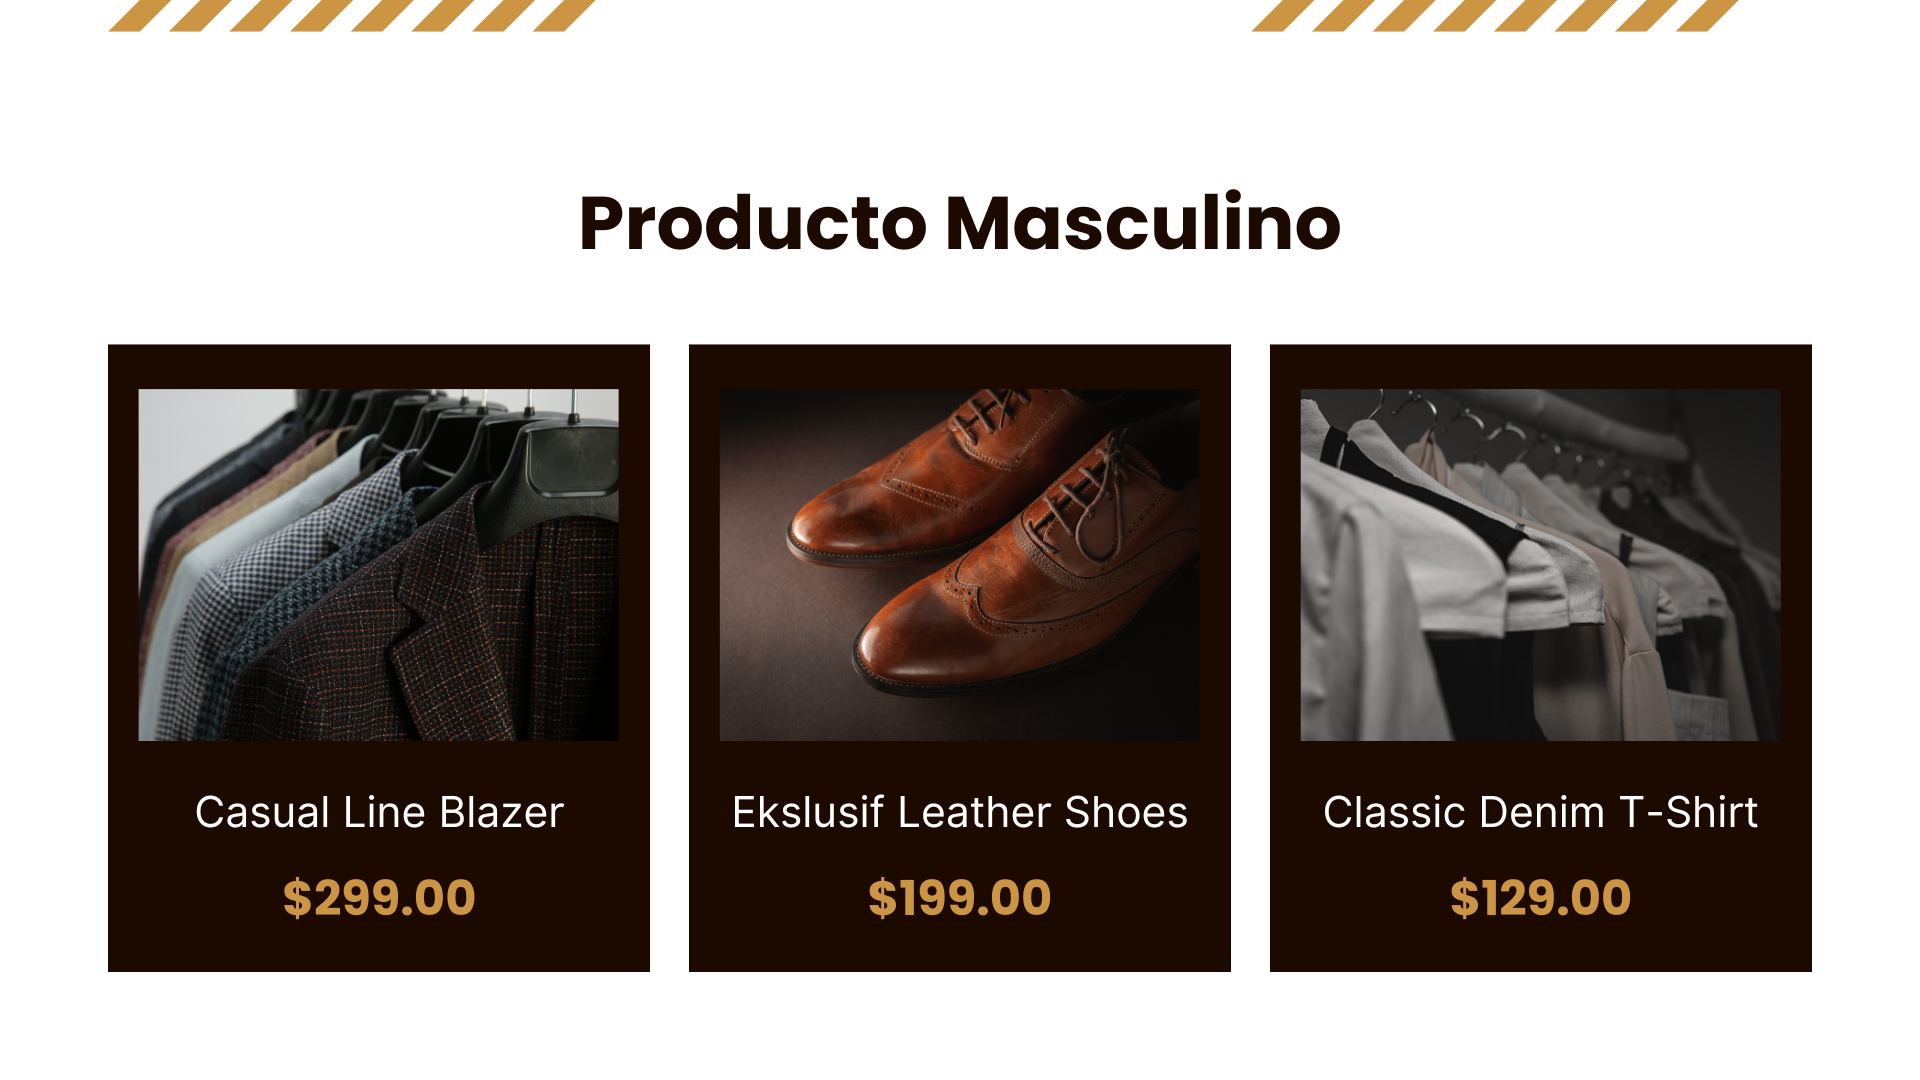 Producto Masculino
Casual Line Blazer
$299.00
Ekslusif Leather Shoes
$199.00
Classic Denim T-Shirt
$129.00